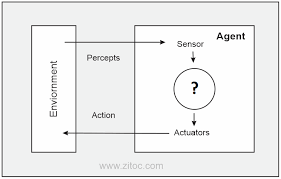 Agent
Sensor
Percepts
Enviornment
?
Action
Actuators
www.zitoc.com